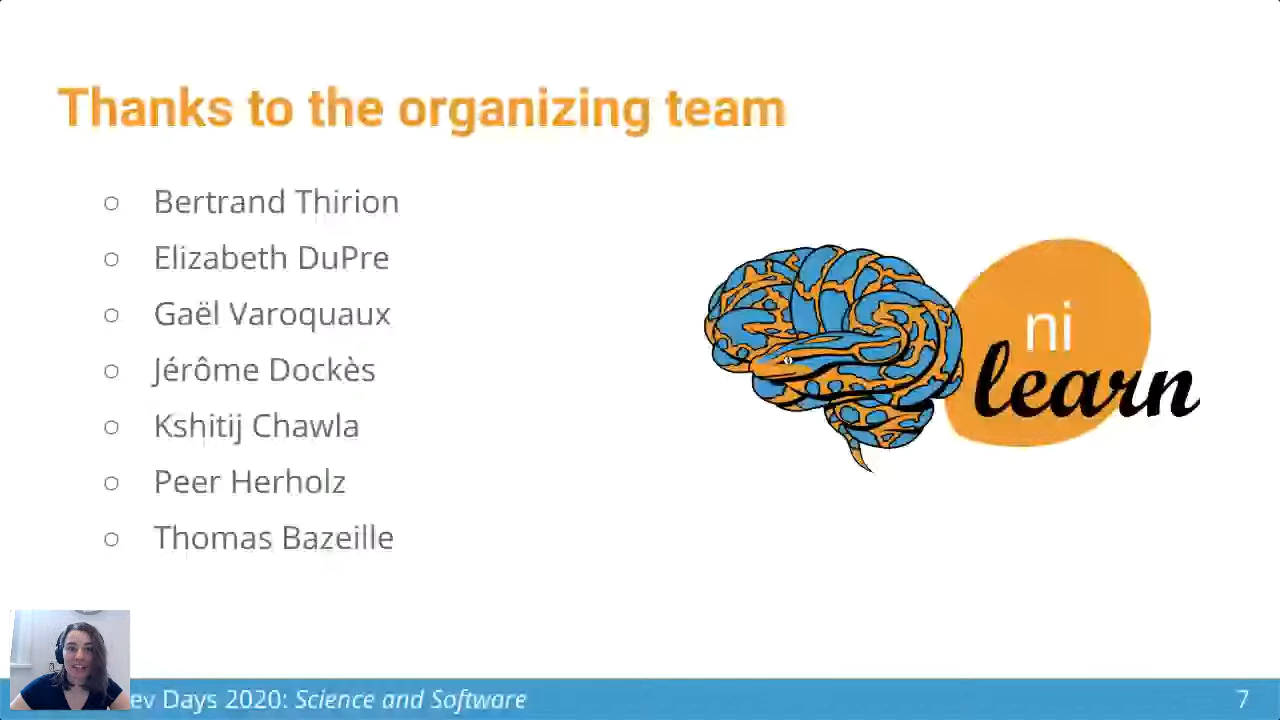 Thanks to the organizing team
○ Bertrand Thirion
○ Elizabeth DuPre
○ Gaël Varoquaux
○ Jérôme Dockès
○ Kshitij Chawla
○ Peer Herholz
○ Thomas Bazeille
ni
learn
Days 2020: Science and Software
7